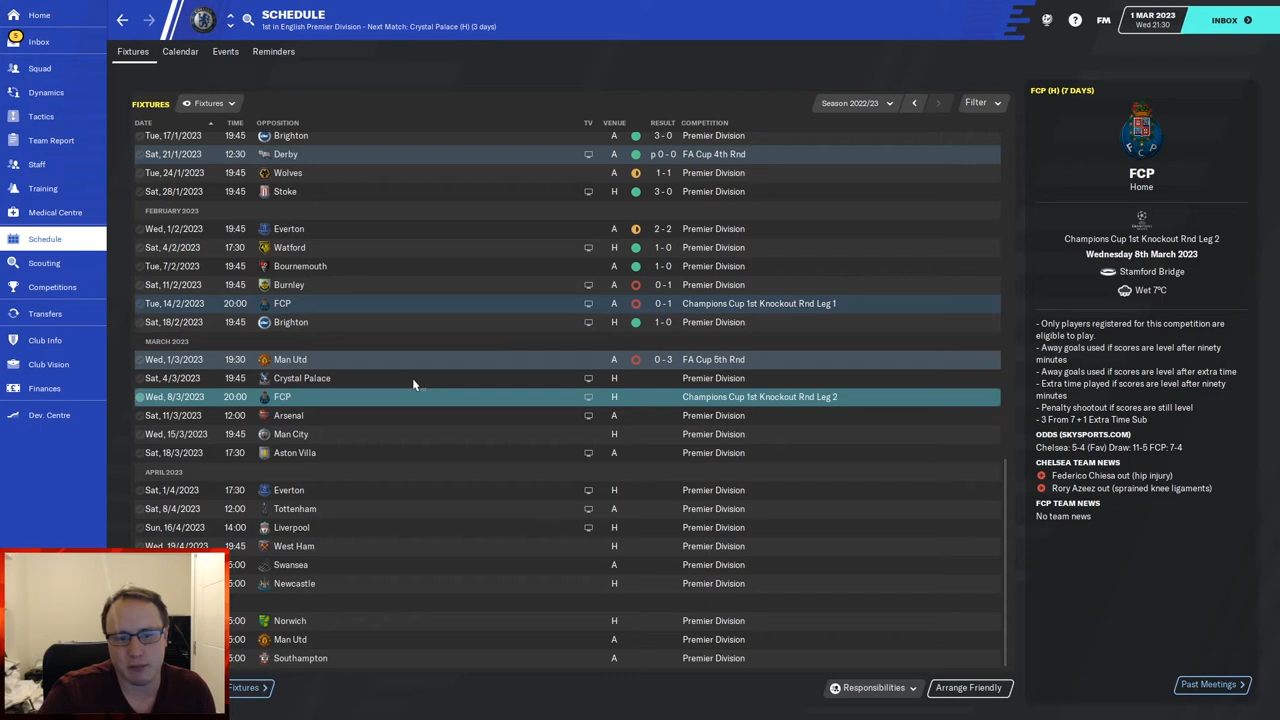 Home
5
Inbox
Squad
Dynamics
Tactics
Team Report
Staff
Training
Medical Centre
Schedule
Scouting
Competitions
Transfers
Club Info
Club Vision
Finances
Dev. Centre
SCHEDULE
1st in English Premier Division - Next Match: Crystal Palace (H) (3 days)
? FM
1 MAR 2023
Wed 21:30
INBOX
Fixtures Calendar Events Reminders
FIXTURES Fixtures Season 2022/23 Filter
DATE TIME OPPOSITION TV VENUE RESULT COMPETITION
Tue, 17/1/2023 19:45 Brighton A 3 - 0 Premier Division
Sat, 21/1/2023 12:30 Derby A p 0 - 0 FA Cup 4th Rnd
Tue, 24/1/2023 19:45 Wolves A 1 - 1 Premier Division
Sat, 28/1/2023 19:45 Stoke H 3 - 0 Premier Division
FEBRUARY 2023
Wed, 1/2/2023 19:45 Everton A 2 - 2 Premier Division
Sat, 4/2/2023 17:30 Watford H 1 - 0 Premier Division
Tue, 7/2/2023 19:45 Bournemouth A 1 - 0 Premier Division
Sat, 11/2/2023 19:45 Burnley A 0 - 1 Premier Division
Tue, 14/2/2023 20:00 FCP A 0 - 1 Champions Cup 1st Knockout Rnd Leg 1
Sat, 18/2/2023 19:45 Brighton H 1 - 0 Premier Division
MARCH 2023
Wed, 1/3/2023 19:30 Man Utd A 0 - 3 FA Cup 5th Rnd
Sat, 4/3/2023 19:45 Crystal Palace H Premier Division
Wed, 8/3/2023 20:00 FCP H Champions Cup 1st Knockout Rnd Leg 2
Sat, 11/3/2023 12:00 Arsenal A Premier Division
Wed, 15/3/2023 19:45 Man City H Premier Division
Sat, 18/3/2023 17:30 Aston Villa A Premier Division
APRIL 2023
Sat, 1/4/2023 17:30 Everton H Premier Division
Sat, 8/4/2023 12:00 Tottenham A Premier Division
Sun, 16/4/2023 14:00 Liverpool H Premier Division
Wed, 19/4/2023 19:45 West Ham H Premier Division
5:00 Swansea A Premier Division
5:00 Newcastle H Premier Division
5:00 Norwich H Premier Division
5:00 Man Utd A Premier Division
5:00 Southampton A Premier Division
Fixtures Responsibilities Arrange Friendly
FCP (H) (7 DAYS)
FCP
Home
Champions Cup 1st Knockout Rnd Leg 2
Wednesday 8th March 2023
Stamford Bridge
Wet 7°C
- Only players registered for this competition are
eligible to play.
- Away goals used if scores are level after ninety
minutes
- Away goals used if scores are level after extra time
- Extra time played if scores are level after ninety
minutes
- Penalty shootout if scores are still level
- 3 From 7 + 1 Extra Time Sub
ODDS (SKYSPORTS.COM)
Chelsea: 5-4 (Fav) Draw: 11-5 FCP: 7-4
CHELSEA TEAM NEWS
Federico Chiesa out (hip injury)
Rory Azeez out (sprained knee ligaments)
FCP TEAM NEWS
No team news
Past Meetings